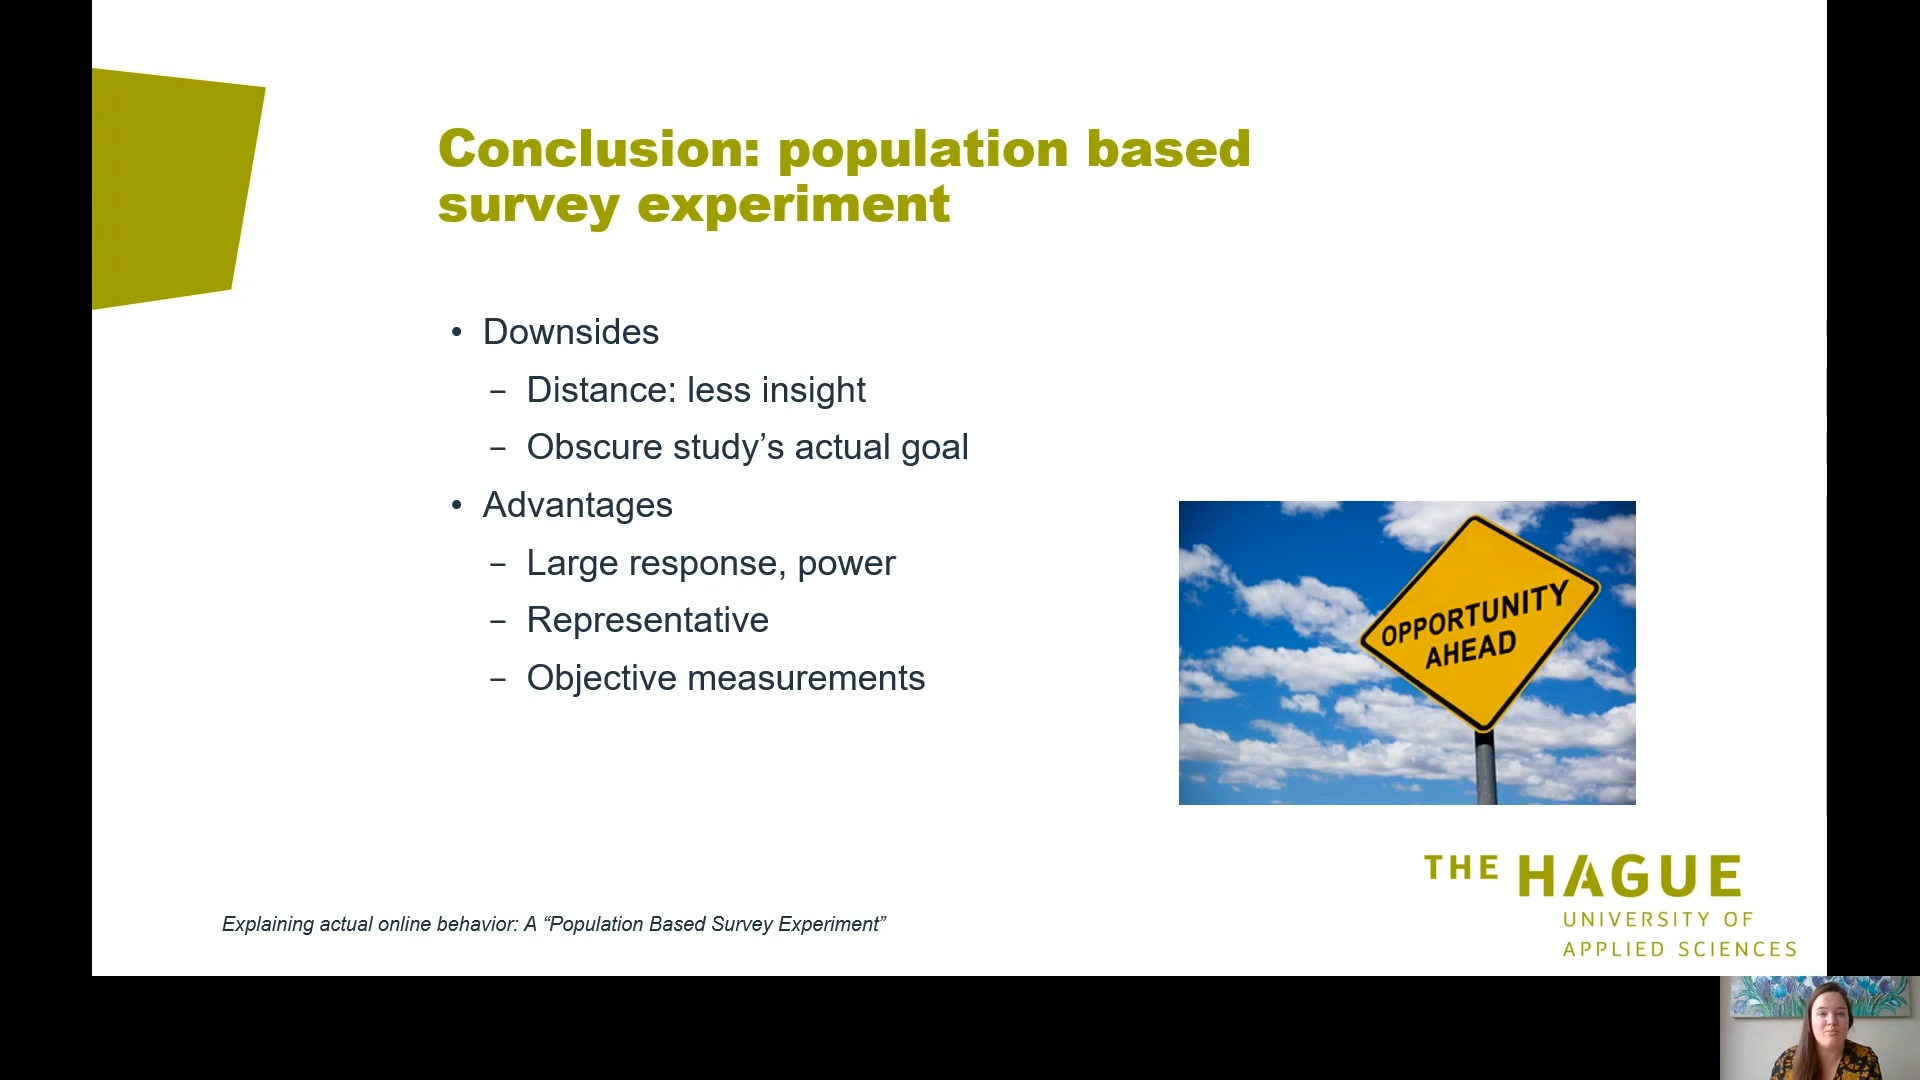 Conclusion: population based
survey experiment
• Downsides
– Distance: less insight
– Obscure study’s actual goal
• Advantages
– Large response, power
– Representative
– Objective measurements
OPPORTUNITY
AHEAD
Explaining actual online behavior: A “Population Based Survey Experiment”
THE HAGUE
UNIVERSITY OF
APPLIED SCIENCES